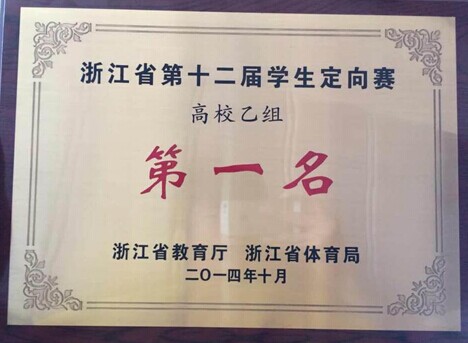 浙江省第十二届学生定向赛
高校乙组
第一名
浙江省教育厅 浙江省体育局
二〇一四年十月